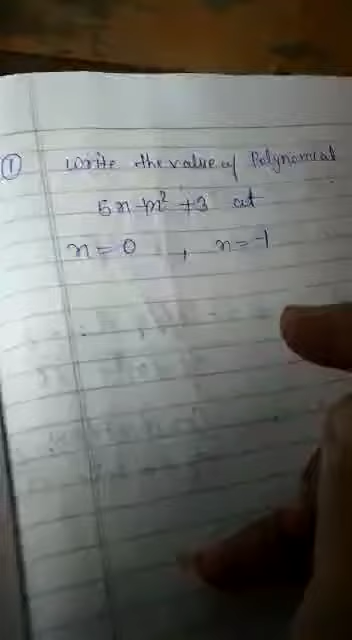 ① Write the value of Polynomial
5x - x² + 3 at
x = 0 , x = -1